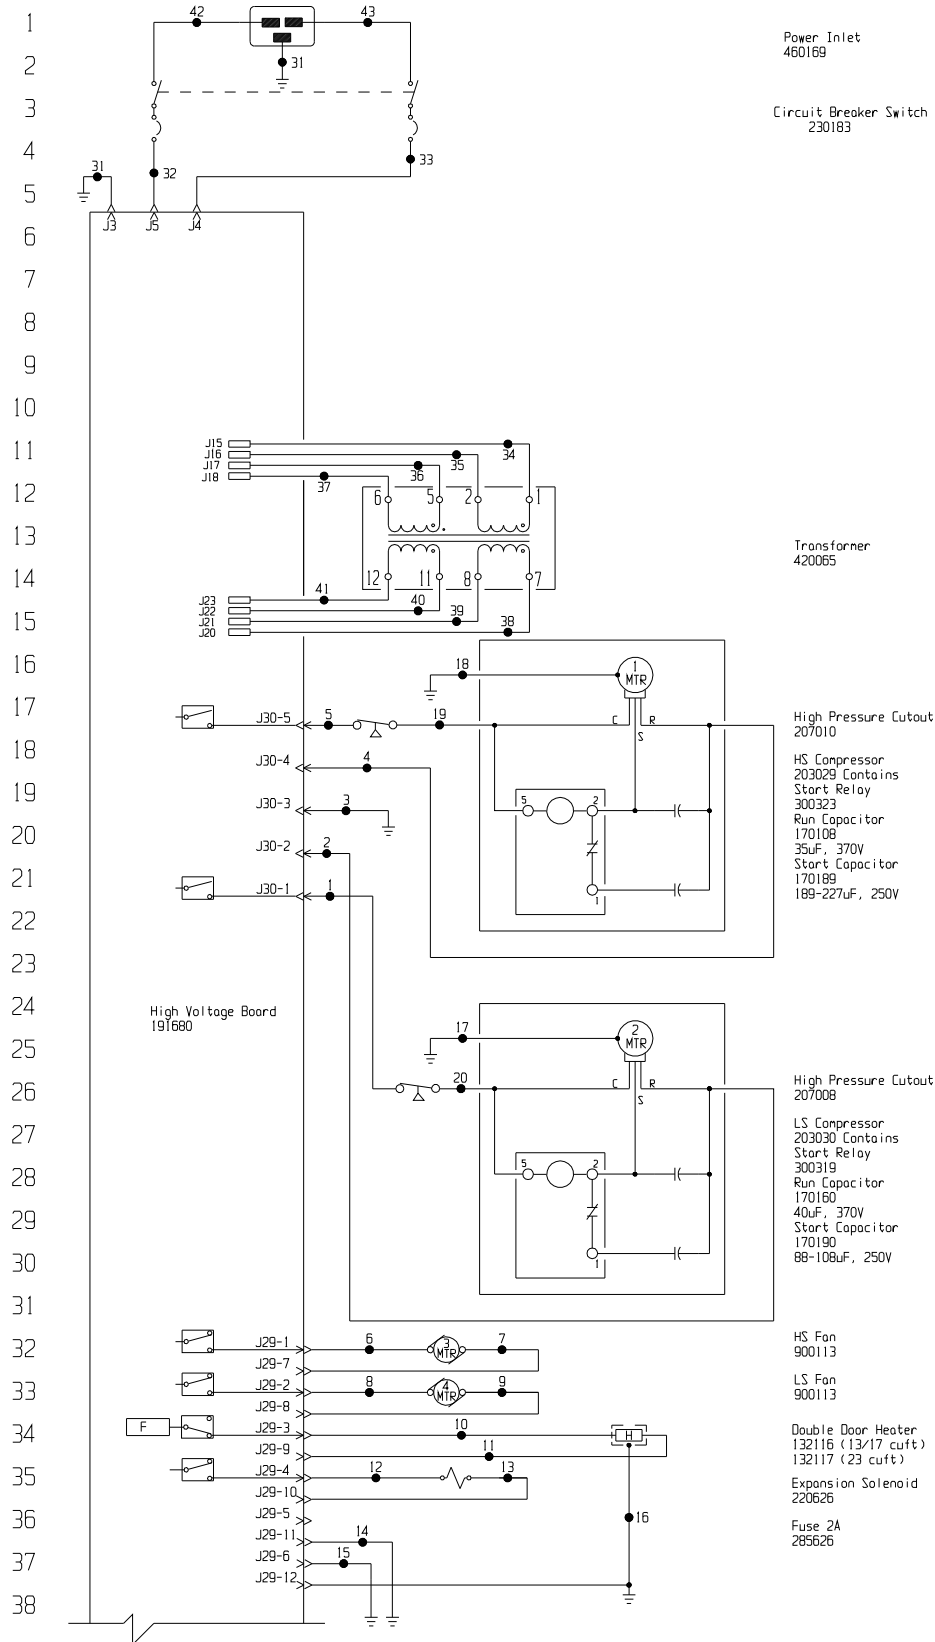 1
42
43
Power Inlet
460169
2
31
3
Circuit Breaker Switch
230183
4
31
32
33
5
J3
J5
J4
6
7
8
9
10
11
J15
34
J16
35
J17
36
J18
37
12
6
5
2
1
13
Transformer
420065
14
12
11
8
7
J23
41
J22
40
15
J21
39
J20
38
16
18
1
MTR
17
J30-5
5
19
C
R
S
High Pressure Cutout
207010
18
J30-4
4
HS Compressor
203029 Contains
Start Relay
300323
Run Capacitor
170108
35uF, 370V
Start Capacitor
170189
189-227uF, 250V
19
J30-3
3
5
2
20
J30-2
2
21
J30-1
1
1
22
23
24
High Voltage Board
191680
25
17
2
MTR
26
20
C
R
S
High Pressure Cutout
207008
27
LS Compressor
203030 Contains
Start Relay
300319
Run Capacitor
170160
40uF, 370V
Start Capacitor
170190
88-108uF, 250V
28
5
2
29
30
1
31
32
J29-1
6
3
MTR
7
HS Fan
900113
J29-7
33
J29-2
8
4
MTR
9
LS Fan
900113
J29-8
34
F
J29-3
10
H
Double Door Heater
132116 (13/17 cuft)
132117 (23 cuft)
J29-9
11
35
J29-4
12
13
Expansion Solenoid
220626
J29-10
36
J29-5
16
Fuse 2A
285626
J29-11
14
37
J29-6
15
J29-12
38